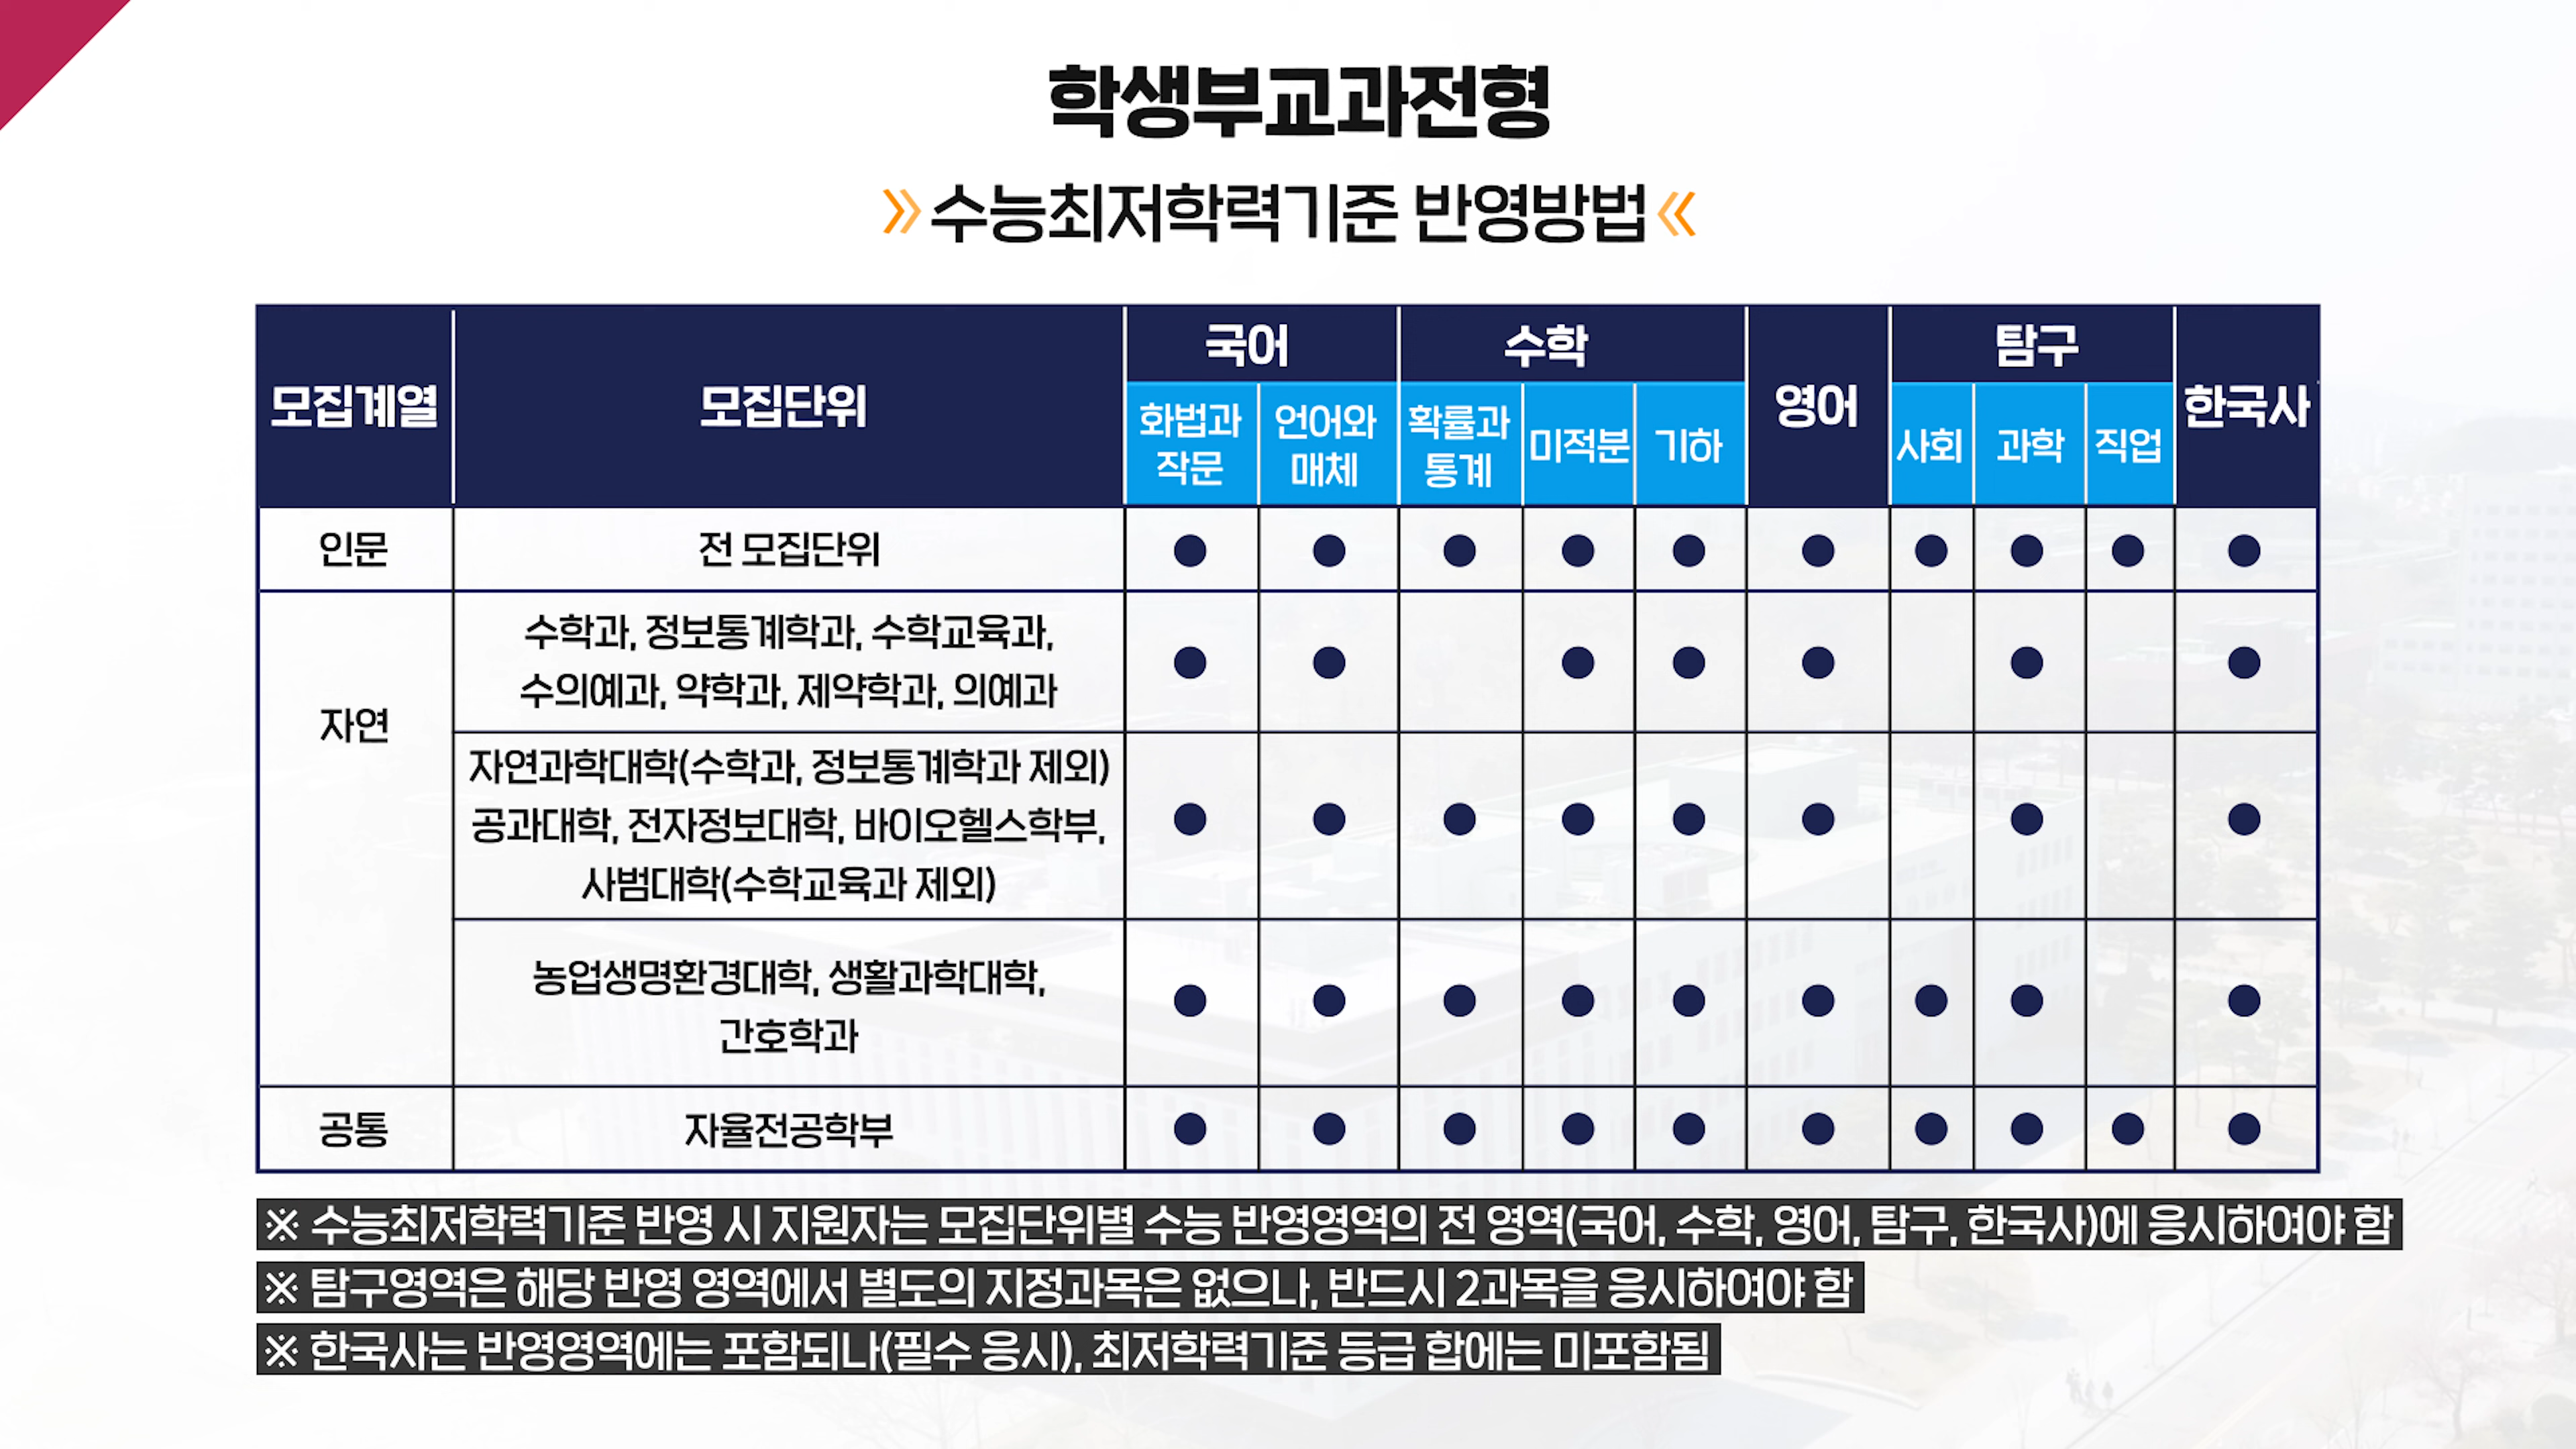 학생부교과전형
수능최저학력기준 반영방법
모집계열 모집단위 국어 수학 영어 탐구 한국사
화법과 작문 언어와 매체 확률과 통계 미적분 기하 사회 과학 직업
인문 전 모집단위 ● ● ● ● ● ● ● ● ● ●
자연
수학과, 정보통계학과, 수학교육과,
수의예과, 약학과, 제약학과, 의예과
● ● ● ● ● ● ●
자연과학대학(수학과, 정보통계학과 제외)
공과대학, 전자정보대학, 바이오헬스학부,
사범대학(수학교육과 제외)
● ● ● ● ● ● ● ●
농업생명환경대학, 생활과학대학,
간호학과
● ● ● ● ● ● ● ● ●
공통 자율전공학부 ● ● ● ● ● ● ● ● ● ●
※ 수능최저학력기준 반영 시 지원자는 모집단위별 수능 반영영역의 전 영역(국어, 수학, 영어, 탐구, 한국사)에 응시하여야 함
※ 탐구영역은 해당 반영 영역에서 별도의 지정과목은 없으나, 반드시 2과목을 응시하여야 함
※ 한국사는 반영영역에는 포함되나(필수 응시), 최저학력기준 등급 합에는 미포함됨